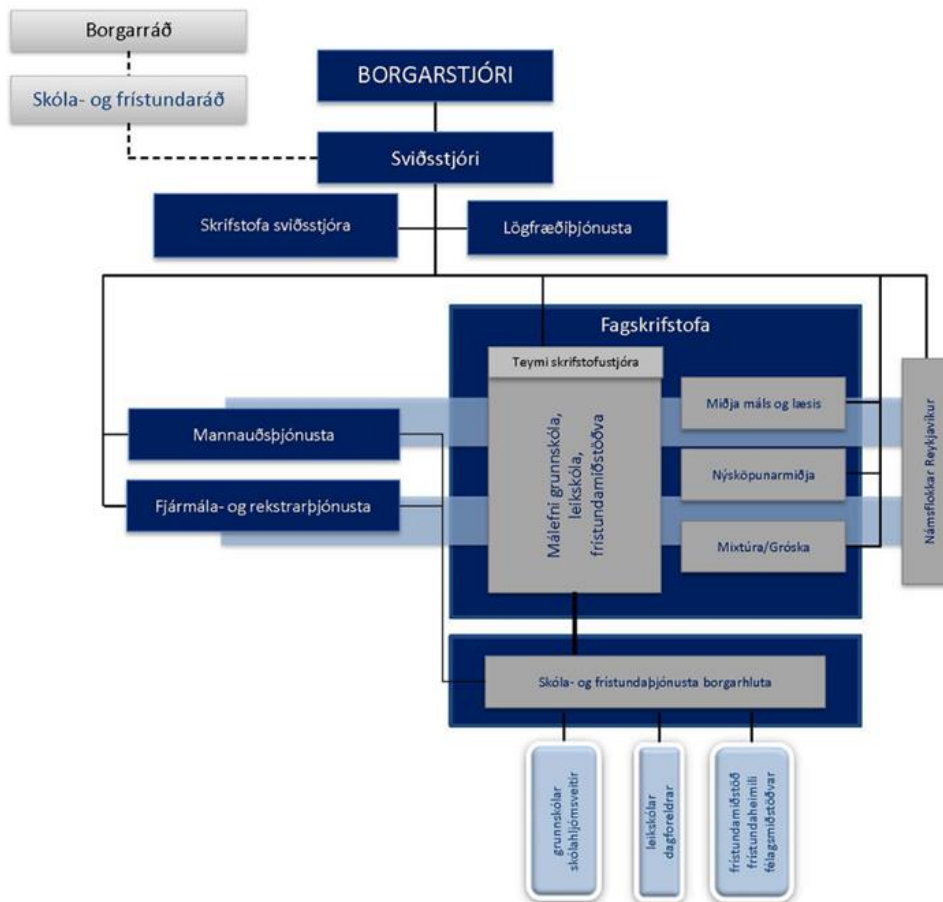 Borgarráð
Skóla- og frístundaráð
BORGARSTJÓRI
Sviðsstjóri
Skrifstofa sviðsstjóra
Lögfræðiþjónusta
Fagskrifstofa
Teymi skrifstofustjóra
Málefni grunnskóla,
leikskóla,
frístundamiðstöðva
Miðja máls og læsis
Nýsköpunarmiðja
Mixtúra/Gróska
Námsflokkar Reykjavíkur
Mannauðsþjónusta
Fjármála- og rekstrarþjónusta
Skóla- og frístundaþjónusta borgarhluta
grunnskólar
skólahljómsveitir
leikskólar
dagforeldrar
frístundamiðstöð
frístundaheimili
félagsmiðstöðvar